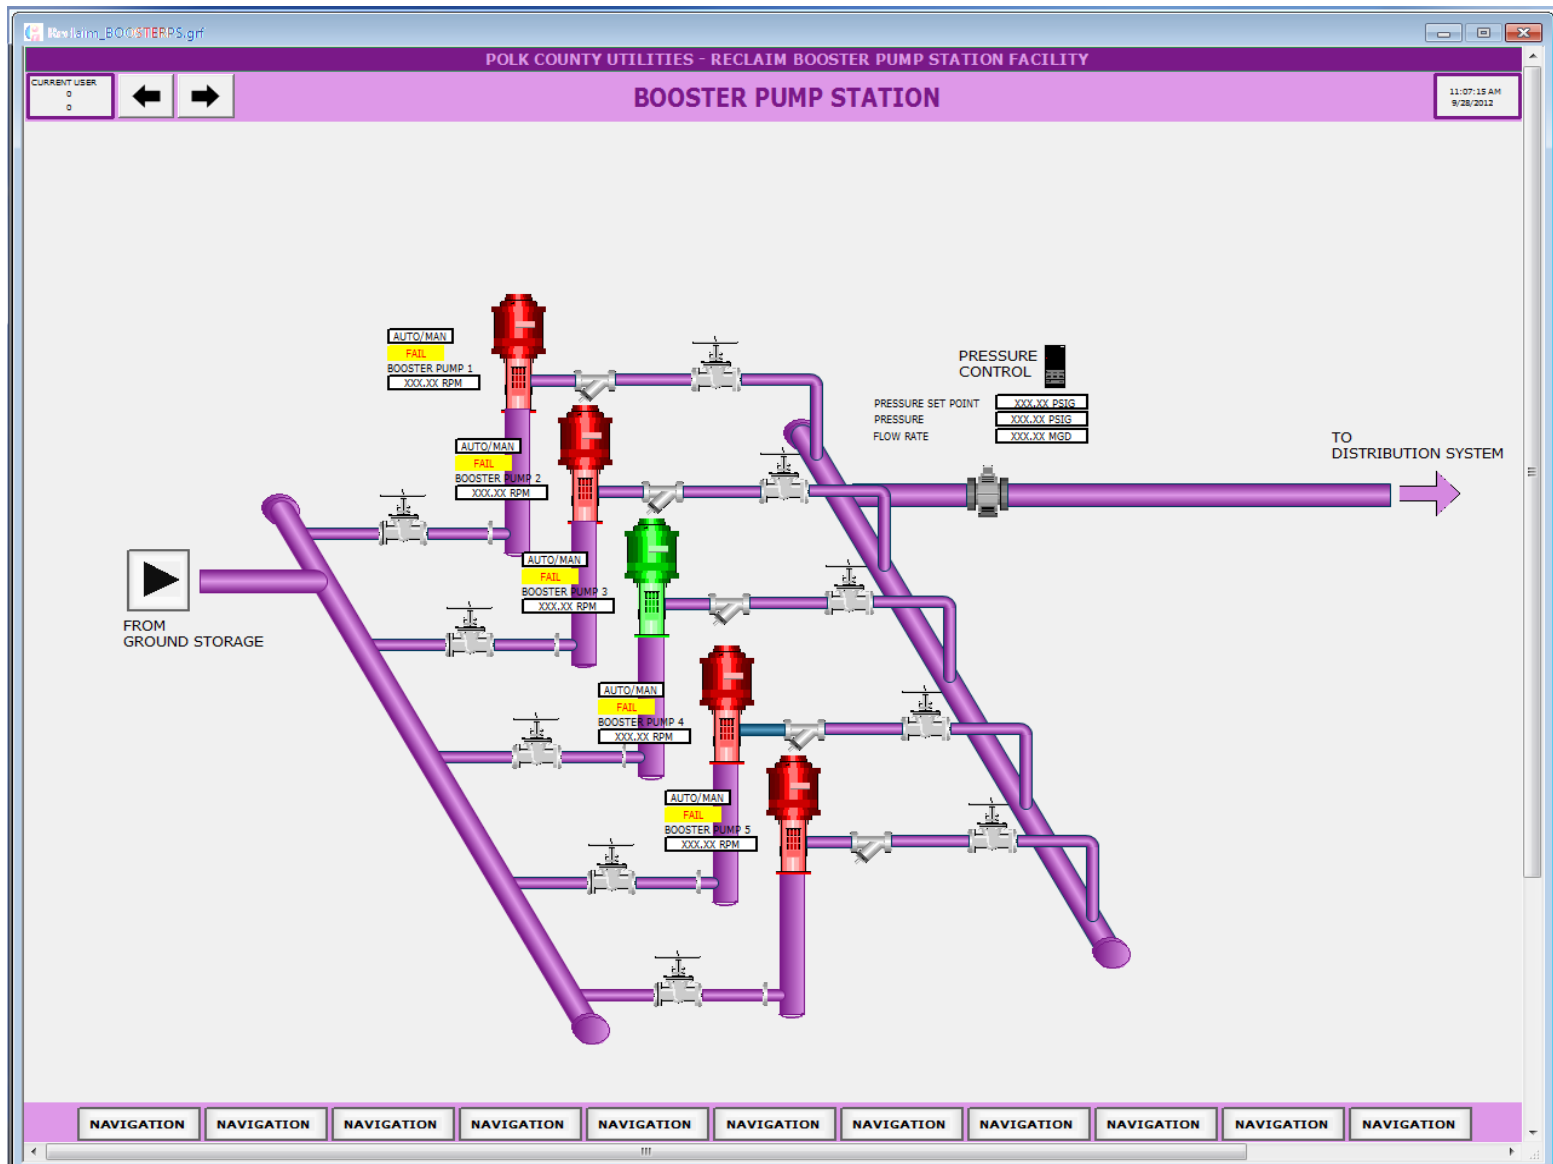 POLK COUNTY UTILITIES - RECLAIM BOOSTER PUMP STATION FACILITY
CURRENT USER
0
0
BOOSTER PUMP STATION
11:07:15 AM
9/28/2012
AUTO/MAN
FAIL
BOOSTER PUMP 1
XXX.XX RPM
PRESSURE
CONTROL
PRESSURE SET POINT XXX.XX PSIG
PRESSURE XXX.XX PSIG
FLOW RATE XXX.XX MGD
TO
DISTRIBUTION SYSTEM
AUTO/MAN
FAIL
BOOSTER PUMP 2
XXX.XX RPM
AUTO/MAN
FAIL
BOOSTER PUMP 3
XXX.XX RPM
FROM
GROUND STORAGE
AUTO/MAN
FAIL
BOOSTER PUMP 4
XXX.XX RPM
AUTO/MAN
FAIL
BOOSTER PUMP 5
XXX.XX RPM
NAVIGATION NAVIGATION NAVIGATION NAVIGATION NAVIGATION NAVIGATION NAVIGATION NAVIGATION NAVIGATION NAVIGATION NAVIGATION